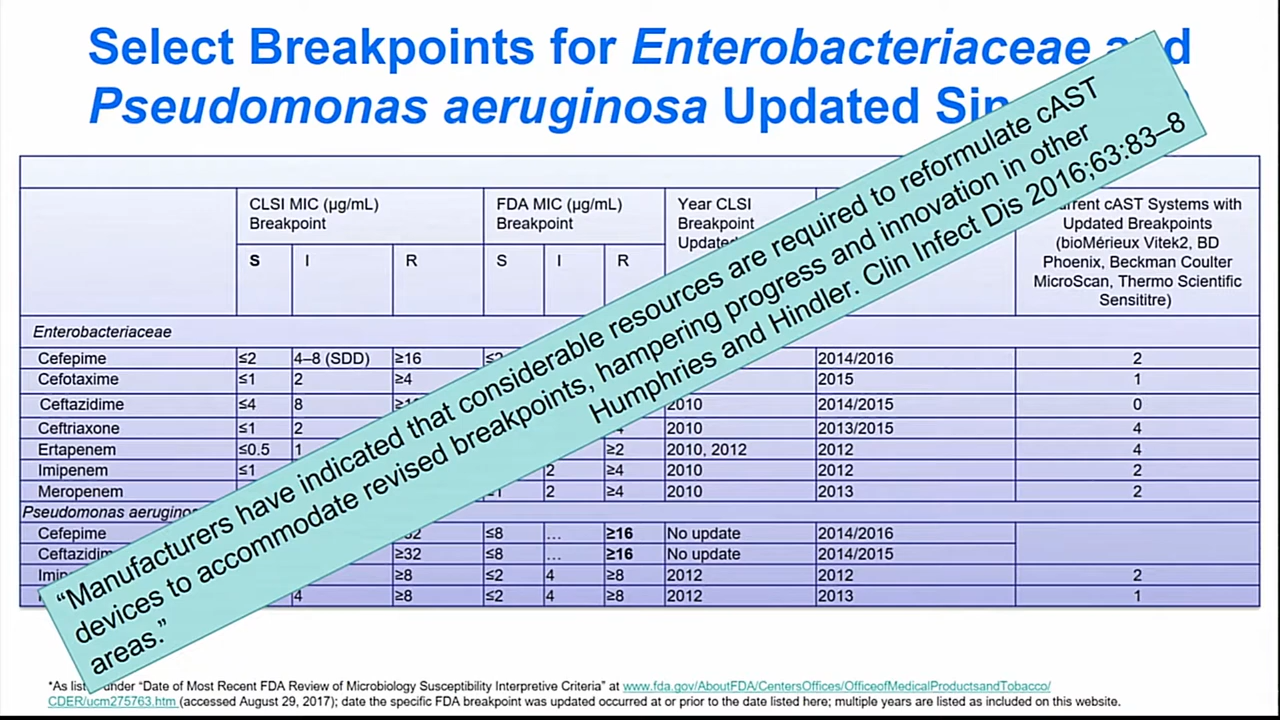 Select Breakpoints for Enterobacteriaceae and
Pseudomonas aeruginosa Updated
CLSI MIC (µg/mL) Breakpoint
FDA MIC (µg/mL) Breakpoint
Year CLSI Breakpoint Updated
Current cAST Systems with Updated Breakpoints (bioMérieux Vitek2, BD Phoenix, Beckman Coulter MicroScan, Thermo Scientific Sensititre)
S I R S I R
Enterobacteriaceae
Cefepime ≤2 4–8 (SDD) ≥16 ≤2 2014/2016 2
Cefotaxime ≤1 2 ≥4 2015 1
Ceftazidime ≤4 8 2010 2014/2015 0
Ceftriaxone ≤1 2 2010 2013/2015 4
Ertapenem ≤0.5 1 ≥2 2010, 2012 2012 4
Imipenem ≤1 2 ≥4 2010 2012 2
Meropenem ≤1 2 ≥4 2010 2013 2
Pseudomonas aeruginosa
Cefepime ≤8 … ≥16 No update 2014/2016
Ceftazidime ≥32 ≤8 … ≥16 No update 2014/2015
≥8 ≤2 4 ≥8 2012 2012 2
4 ≥8 ≤2 4 ≥8 2012 2013 1
“Manufacturers have indicated that considerable resources are required to reformulate cAST
devices to accommodate revised breakpoints, hampering progress and innovation in other
areas.”
Humphries and Hindler. Clin Infect Dis 2016;63:83–8
*As listed under “Date of Most Recent FDA Review of Microbiology Susceptibility Interpretive Criteria” at www.fda.gov/AboutFDA/CentersOffices/OfficeofMedicalProductsandTobacco/
CDER/ucm275763.htm (accessed August 29, 2017); date the specific FDA breakpoint was updated occurred at or prior to the date listed here; multiple years are listed as included on this website.